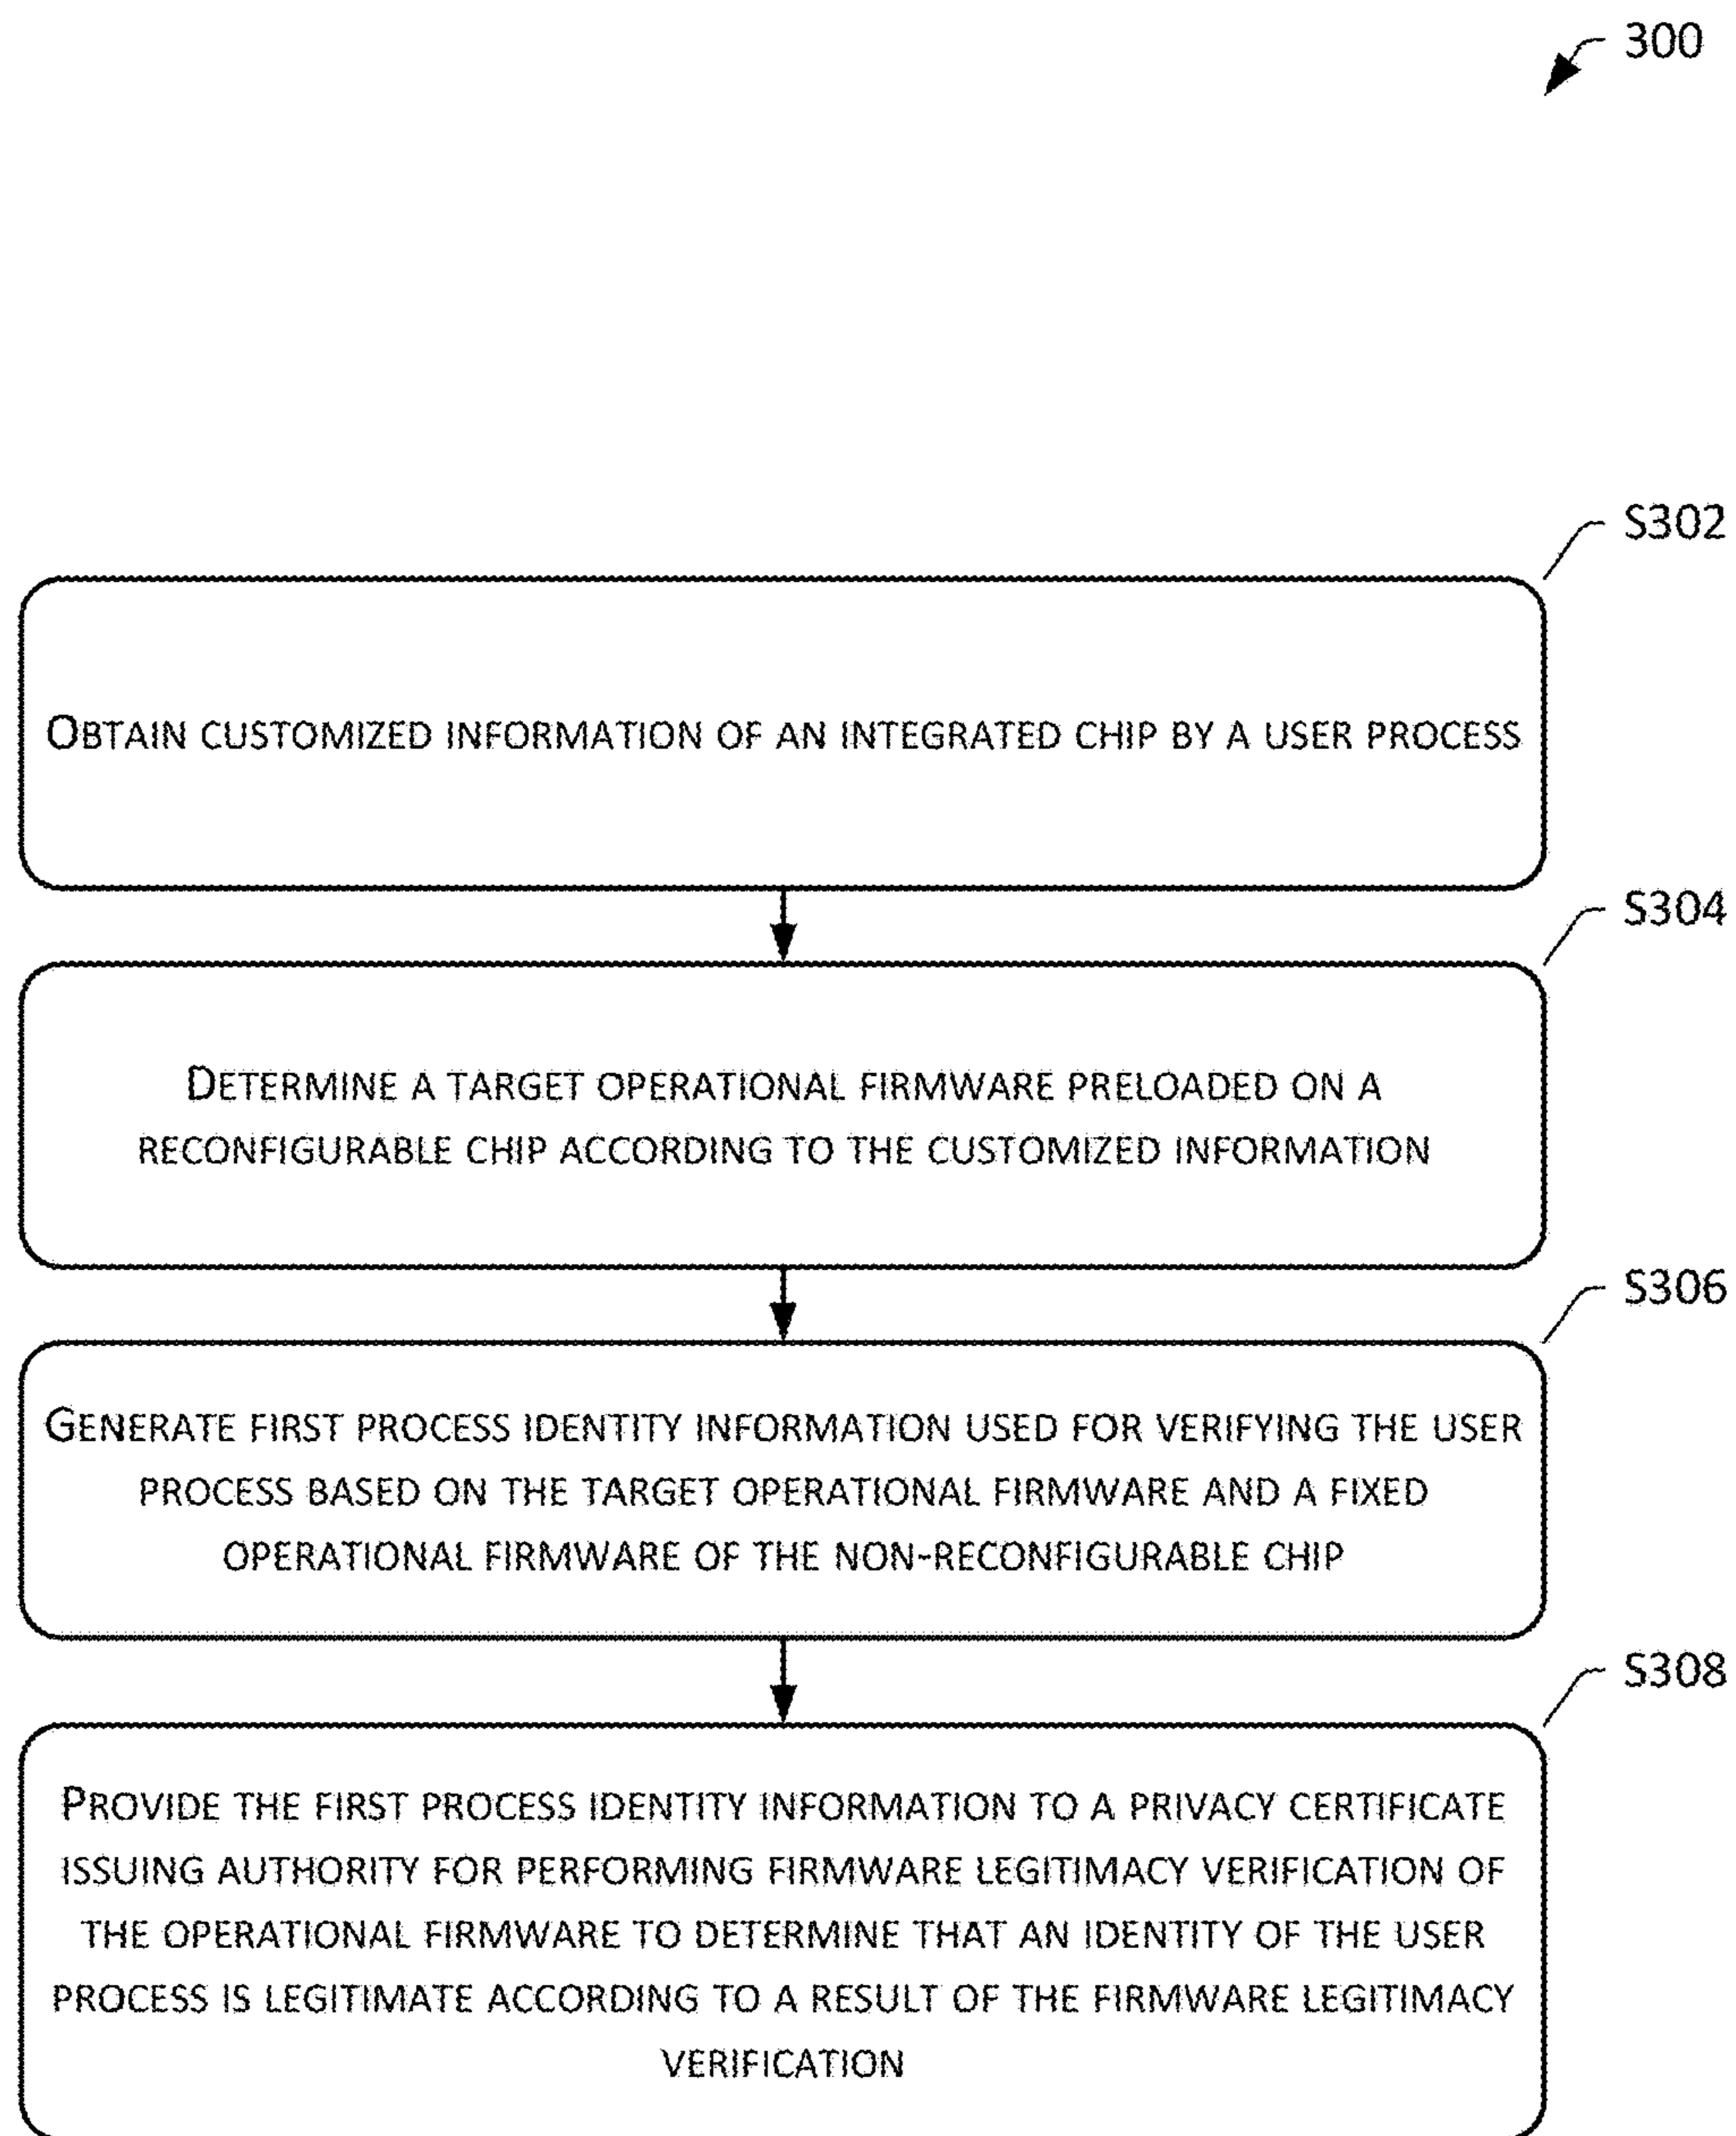 300
S302
OBTAIN CUSTOMIZED INFORMATION OF AN INTEGRATED CHIP BY A USER PROCESS
S304
DETERMINE A TARGET OPERATIONAL FIRMWARE PRELOADED ON A
RECONFIGURABLE CHIP ACCORDING TO THE CUSTOMIZED INFORMATION
S306
GENERATE FIRST PROCESS IDENTITY INFORMATION USED FOR VERIFYING THE USER
PROCESS BASED ON THE TARGET OPERATIONAL FIRMWARE AND A FIXED
OPERATIONAL FIRMWARE OF THE NON-RECONFIGURABLE CHIP
S308
PROVIDE THE FIRST PROCESS IDENTITY INFORMATION TO A PRIVACY CERTIFICATE
ISSUING AUTHORITY FOR PERFORMING FIRMWARE LEGITIMACY VERIFICATION OF
THE OPERATIONAL FIRMWARE TO DETERMINE THAT AN IDENTITY OF THE USER
PROCESS IS LEGITIMATE ACCORDING TO A RESULT OF THE FIRMWARE LEGITIMACY
VERIFICATION